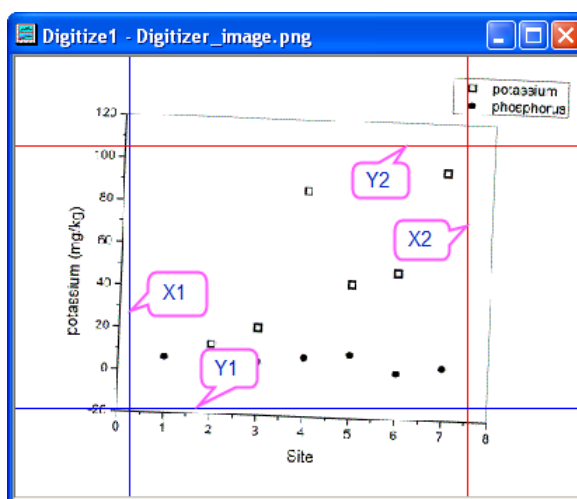 Digitize1 - Digitizer_image.png
potassium
phosphorus
120
100
80
60
40
20
0
-20
potassium (mg/kg)
Y2
X2
X1
Y1
0 2 3 4 5 6 7 8
Site